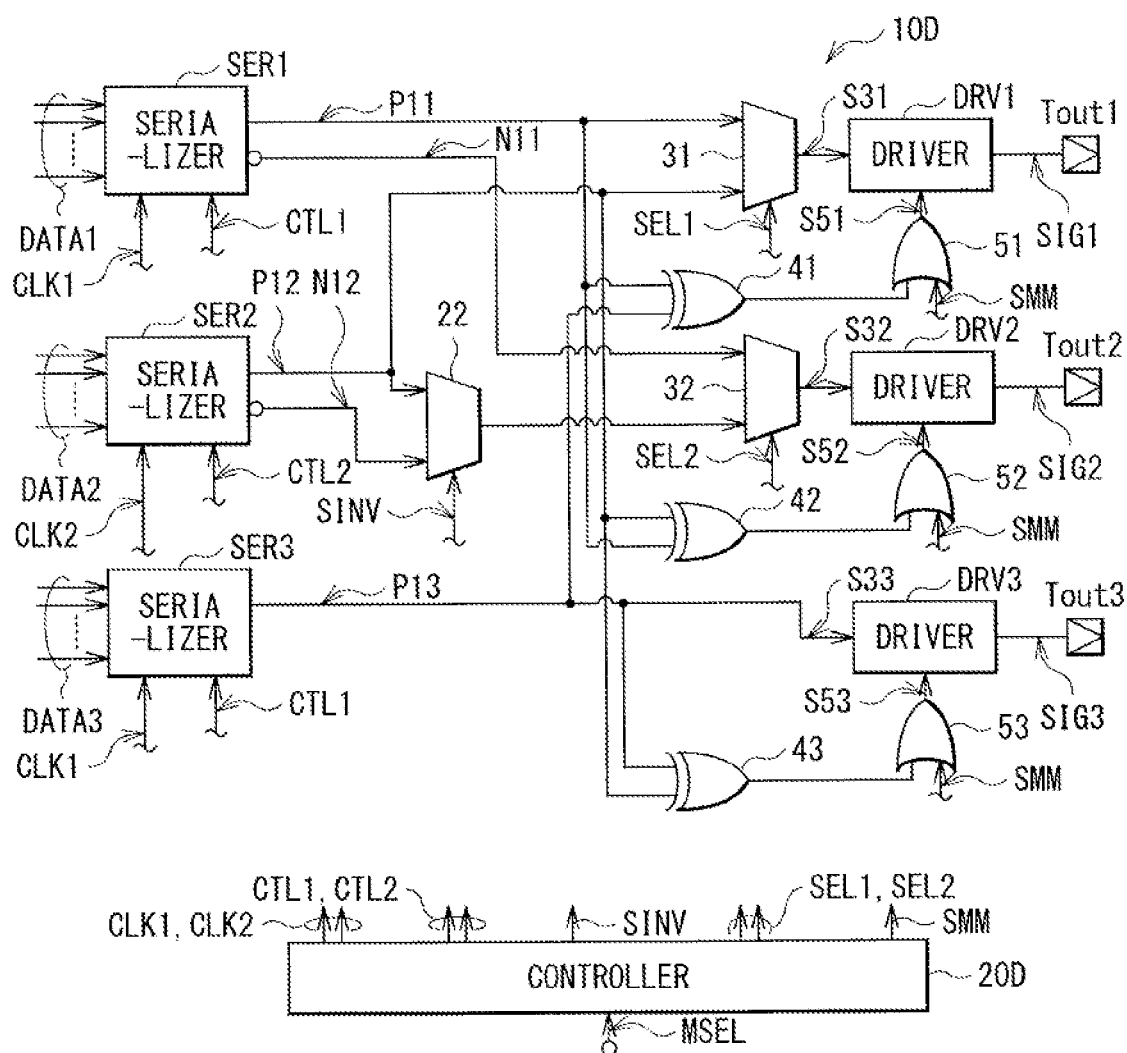 10D
SER1
SERIA
-LIZER
P11
N11
DATA1
CLK1
CTL1
31
S31
DRV1
DRIVER
Tout1
SEL1
S51
51
SIG1
SMM
41
P12 N12
SER2
SERIA
-LIZER
22
DATA2
CLK2
CTL2
SINV
32
S32
DRV2
DRIVER
Tout2
SEL2
S52
52
SIG2
SMM
42
SER3
SERIA
-LIZER
P13
DATA3
CLK1
CTL1
S33
DRV3
DRIVER
Tout3
S53
53
SIG3
SMM
43
CTL1, CTL2
CLK1, CLK2
SINV
SEL1, SEL2
SMM
CONTROLLER
20D
MSEL